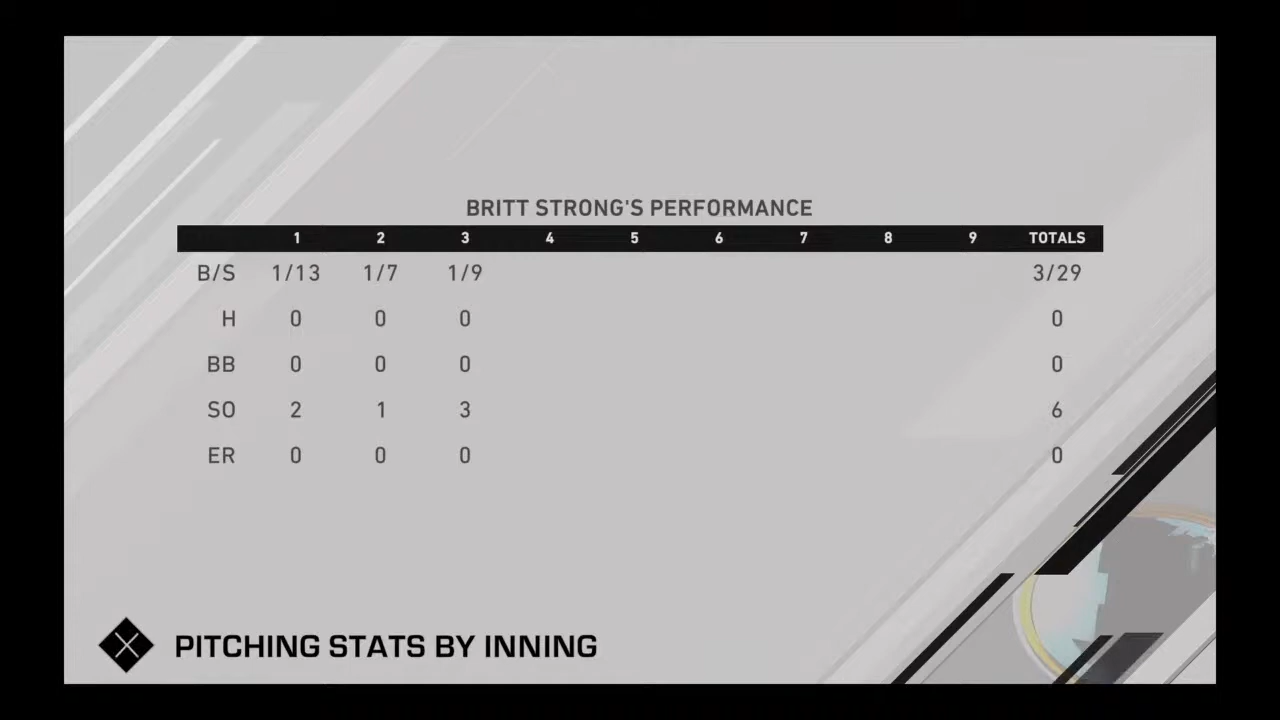 BRITT STRONG'S PERFORMANCE
1 2 3 4 5 6 7 8 9 TOTALS
B/S 1/13 1/7 1/9 3/29
H 0 0 0 0
BB 0 0 0 0
SO 2 1 3 6
ER 0 0 0 0
PITCHING STATS BY INNING